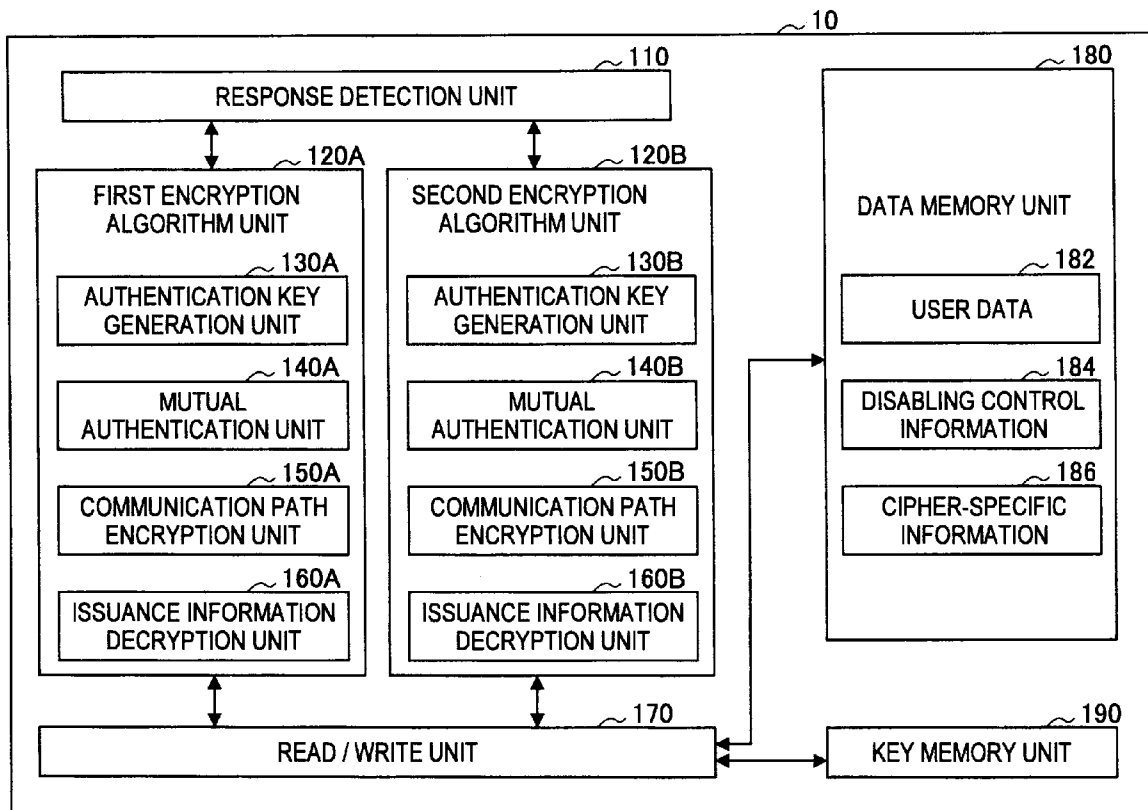 10
110
RESPONSE DETECTION UNIT
120A
FIRST ENCRYPTION
ALGORITHM UNIT
130A
AUTHENTICATION KEY
GENERATION UNIT
140A
MUTUAL
AUTHENTICATION UNIT
150A
COMMUNICATION PATH
ENCRYPTION UNIT
160A
ISSUANCE INFORMATION
DECRYPTION UNIT
120B
SECOND ENCRYPTION
ALGORITHM UNIT
130B
AUTHENTICATION KEY
GENERATION UNIT
140B
MUTUAL
AUTHENTICATION UNIT
150B
COMMUNICATION PATH
ENCRYPTION UNIT
160B
ISSUANCE INFORMATION
DECRYPTION UNIT
170
READ / WRITE UNIT
180
DATA MEMORY UNIT
182
USER DATA
184
DISABLING CONTROL
INFORMATION
186
CIPHER-SPECIFIC
INFORMATION
190
KEY MEMORY UNIT